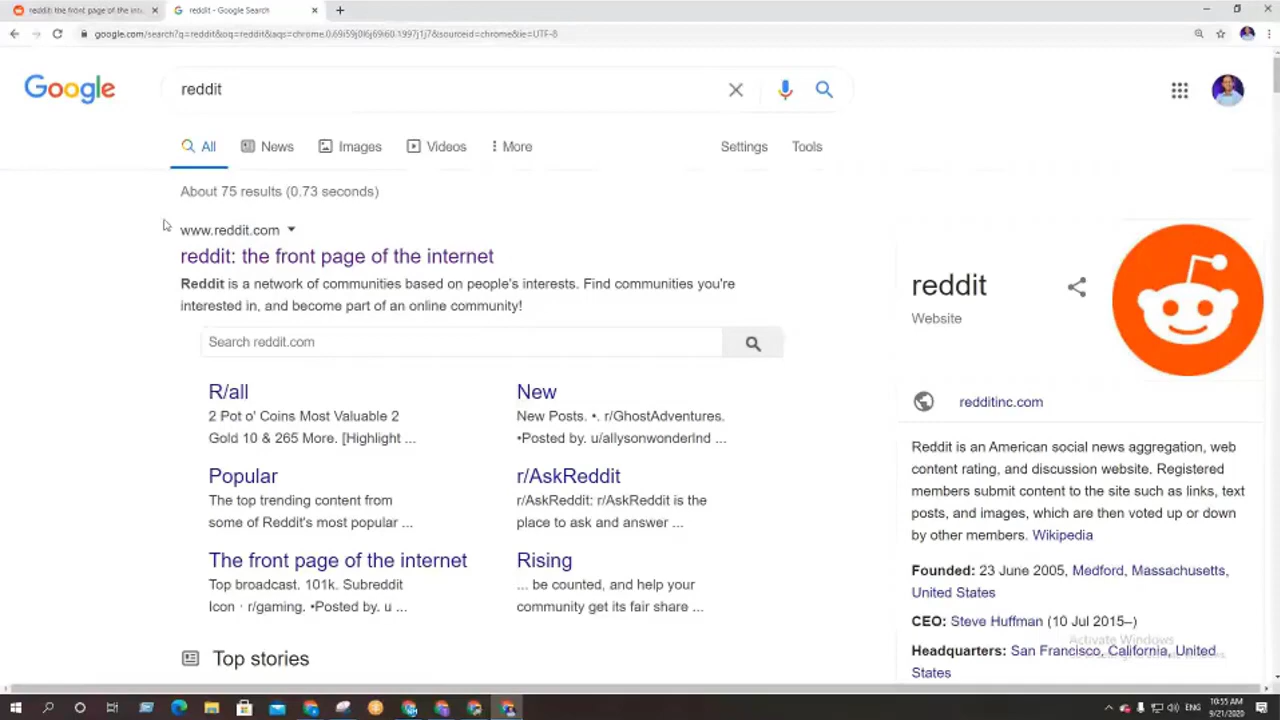 reddit: the front page of the inte
reddit - Google Search
google.com/search?q=reddit&oq=reddit&aqs=chrome.0.69i59j0l6j69i60.1997j1j7&sourceid=chrome&ie=UTF-8
Google
reddit
All
News
Images
Videos
More
Settings
Tools
About 75 results (0.73 seconds)
www.reddit.com
reddit: the front page of the internet
Reddit is a network of communities based on people's interests. Find communities you're
interested in, and become part of an online community!
Search reddit.com
R/all
2 Pot o' Coins Most Valuable 2
Gold 10 & 265 More. [Highlight ...
New
New Posts. •. r/GhostAdventures.
•Posted by. u/allysonwonderlnd ...
Popular
The top trending content from
some of Reddit's most popular ...
r/AskReddit
r/AskReddit: r/AskReddit is the
place to ask and answer ...
The front page of the internet
Top broadcast. 101k. Subreddit
Icon · r/gaming. •Posted by. u ...
Rising
... be counted, and help your
community get its fair share ...
Top stories
reddit
Website
redditinc.com
Reddit is an American social news aggregation, web
content rating, and discussion website. Registered
members submit content to the site such as links, text
posts, and images, which are then voted up or down
by other members. Wikipedia
Founded: 23 June 2005, Medford, Massachusetts,
United States
CEO: Steve Huffman (10 Jul 2015–)
Activate Windows
Headquarters: San Francisco, California, United
States
ENG
10:55 AM
9/21/2020